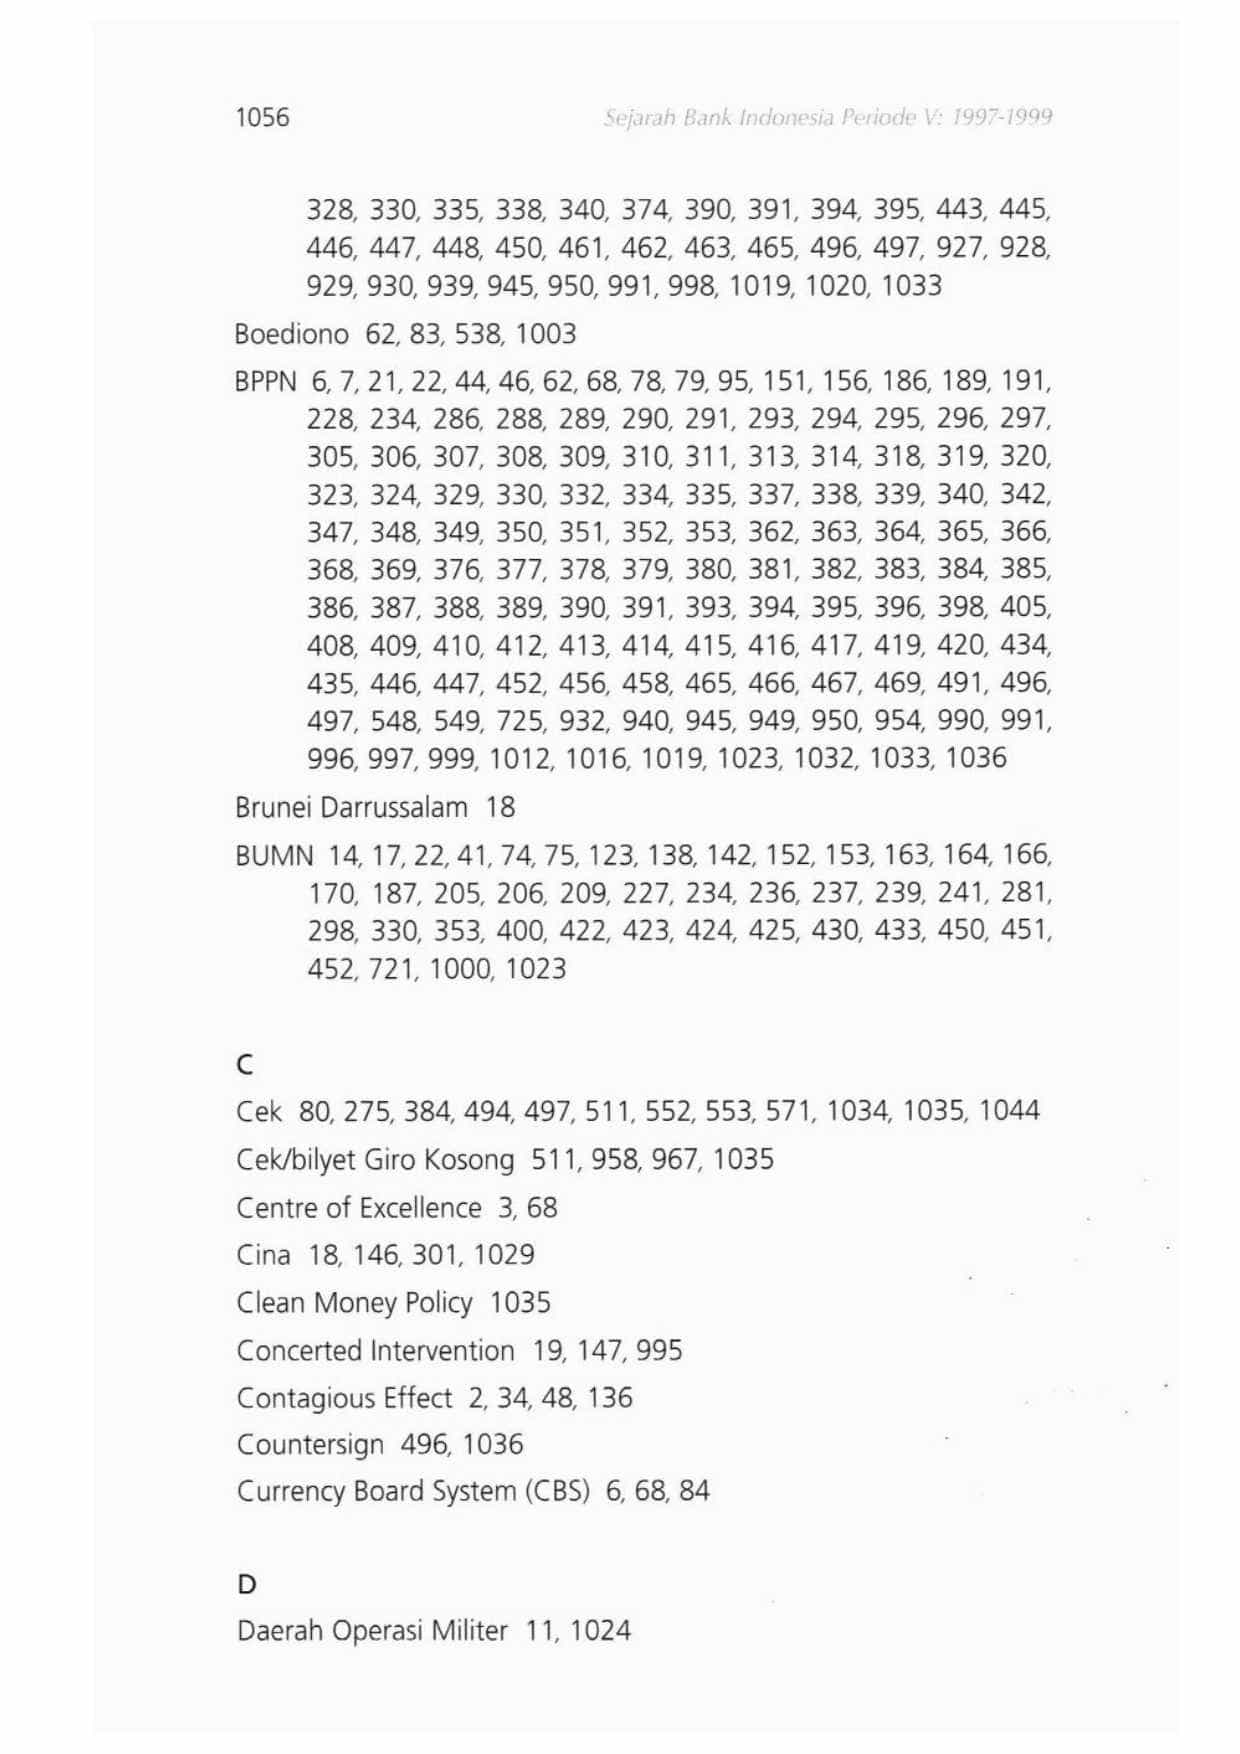 1056 Sejarah Bank Indonesia Periode V: 1997-1999
328, 330, 335, 338, 340, 374, 390, 391, 394, 395, 443, 445,
446, 447, 448, 450, 461, 462, 463, 465, 496, 497, 927, 928,
929, 930, 939, 945, 950, 991, 998, 1019, 1020, 1033
Boediono 62, 83, 538, 1003
BPPN 6, 7, 21, 22, 44, 46, 62, 68, 78, 79, 95, 151, 156, 186, 189, 191,
228, 234, 286, 288, 289, 290, 291, 293, 294, 295, 296, 297,
305, 306, 307, 308, 309, 310, 311, 313, 314, 318, 319, 320,
323, 324, 329, 330, 332, 334, 335, 337, 338, 339, 340, 342,
347, 348, 349, 350, 351, 352, 353, 362, 363, 364, 365, 366,
368, 369, 376, 377, 378, 379, 380, 381, 382, 383, 384, 385,
386, 387, 388, 389, 390, 391, 393, 394, 395, 396, 398, 405,
408, 409, 410, 412, 413, 414, 415, 416, 417, 419, 420, 434,
435, 446, 447, 452, 456, 458, 465, 466, 467, 469, 491, 496,
497, 548, 549, 725, 932, 940, 945, 949, 950, 954, 990, 991,
996, 997, 999, 1012, 1016, 1019, 1023, 1032, 1033, 1036
Brunei Darrussalam 18
BUMN 14, 17, 22, 41, 74, 75, 123, 138, 142, 152, 153, 163, 164, 166,
170, 187, 205, 206, 209, 227, 234, 236, 237, 239, 241, 281,
298, 330, 353, 400, 422, 423, 424, 425, 430, 433, 450, 451,
452, 721, 1000, 1023
C
Cek 80, 275, 384, 494, 497, 511, 552, 553, 571, 1034, 1035, 1044
Cek/bilyet Giro Kosong 511, 958, 967, 1035
Centre of Excellence 3, 68
Cina 18, 146, 301, 1029
Clean Money Policy 1035
Concerted Intervention 19, 147, 995
Contagious Effect 2, 34, 48, 136
Countersign 496, 1036
Currency Board System (CBS) 6, 68, 84
D
Daerah Operasi Militer 11, 1024